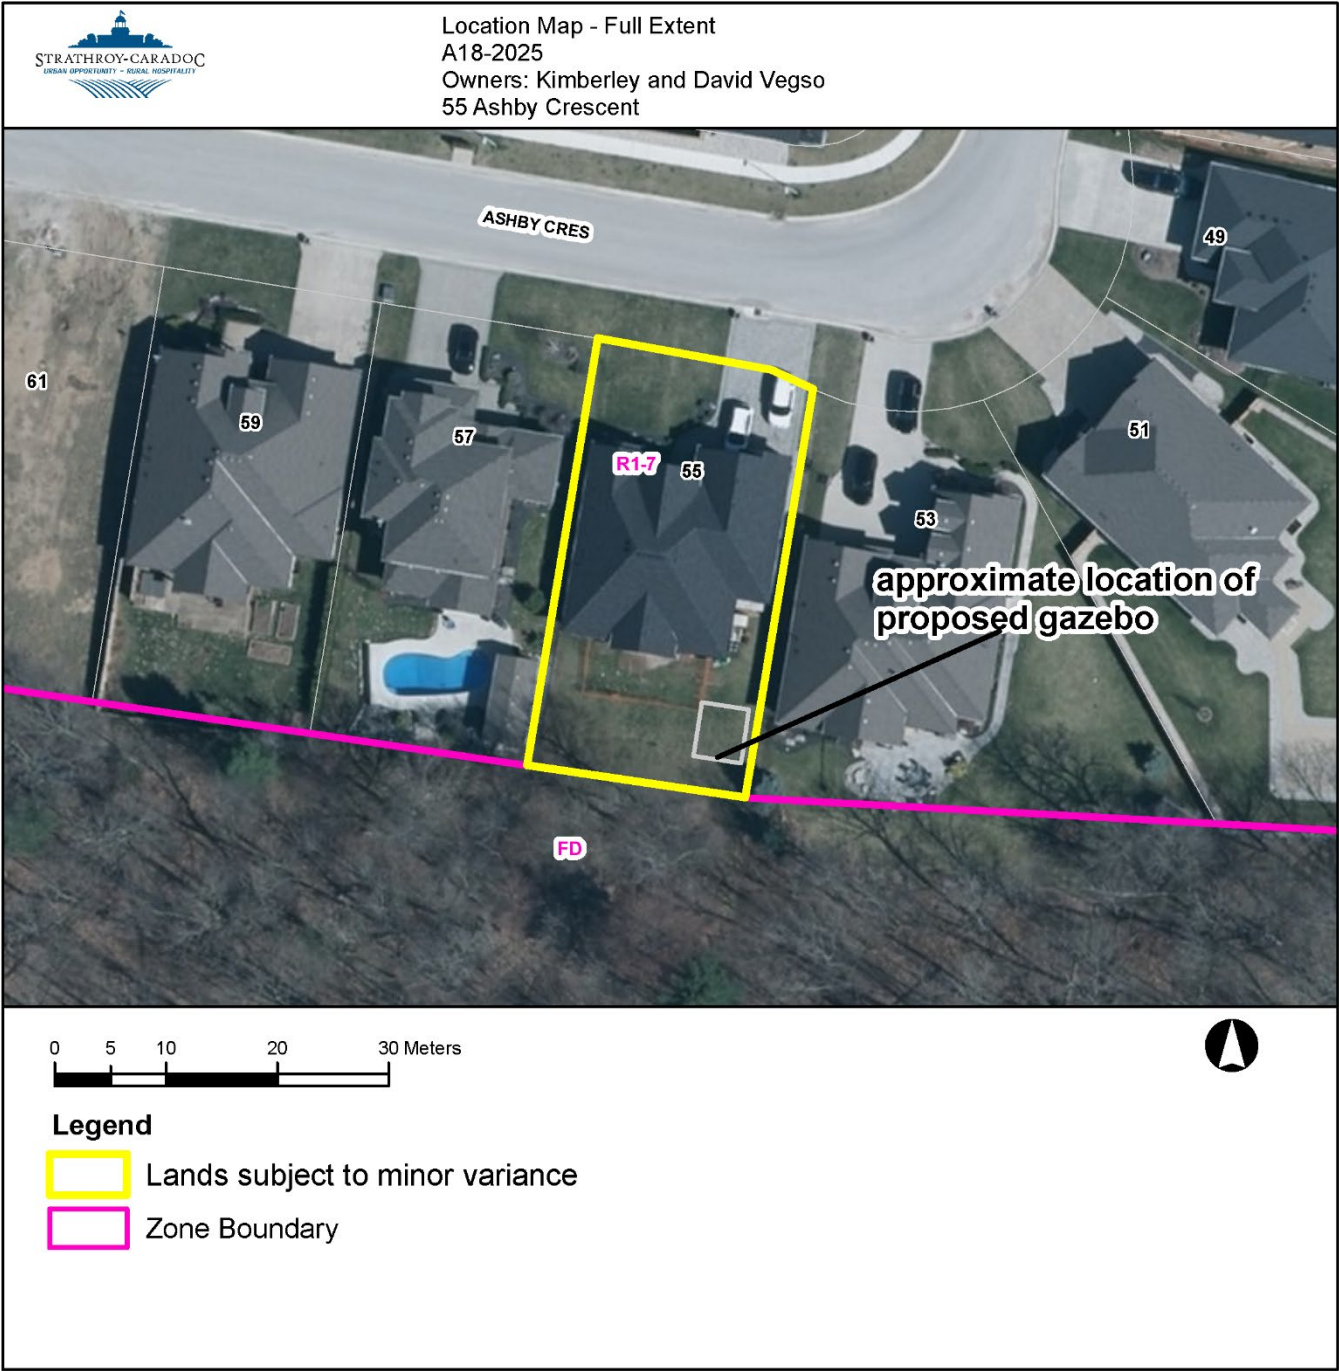 STRATHROY-CARADOC
URBAN OPPORTUNITY - RURAL HOSPITALITY
Location Map - Full Extent
A18-2025
Owners: Kimberley and David Vegso
55 Ashby Crescent
ASHBY CRES
49
61
59
57
R1-7
55
53
51
approximate location of
proposed gazebo
FD
0 5 10 20 30 Meters
Legend
Lands subject to minor variance
Zone Boundary